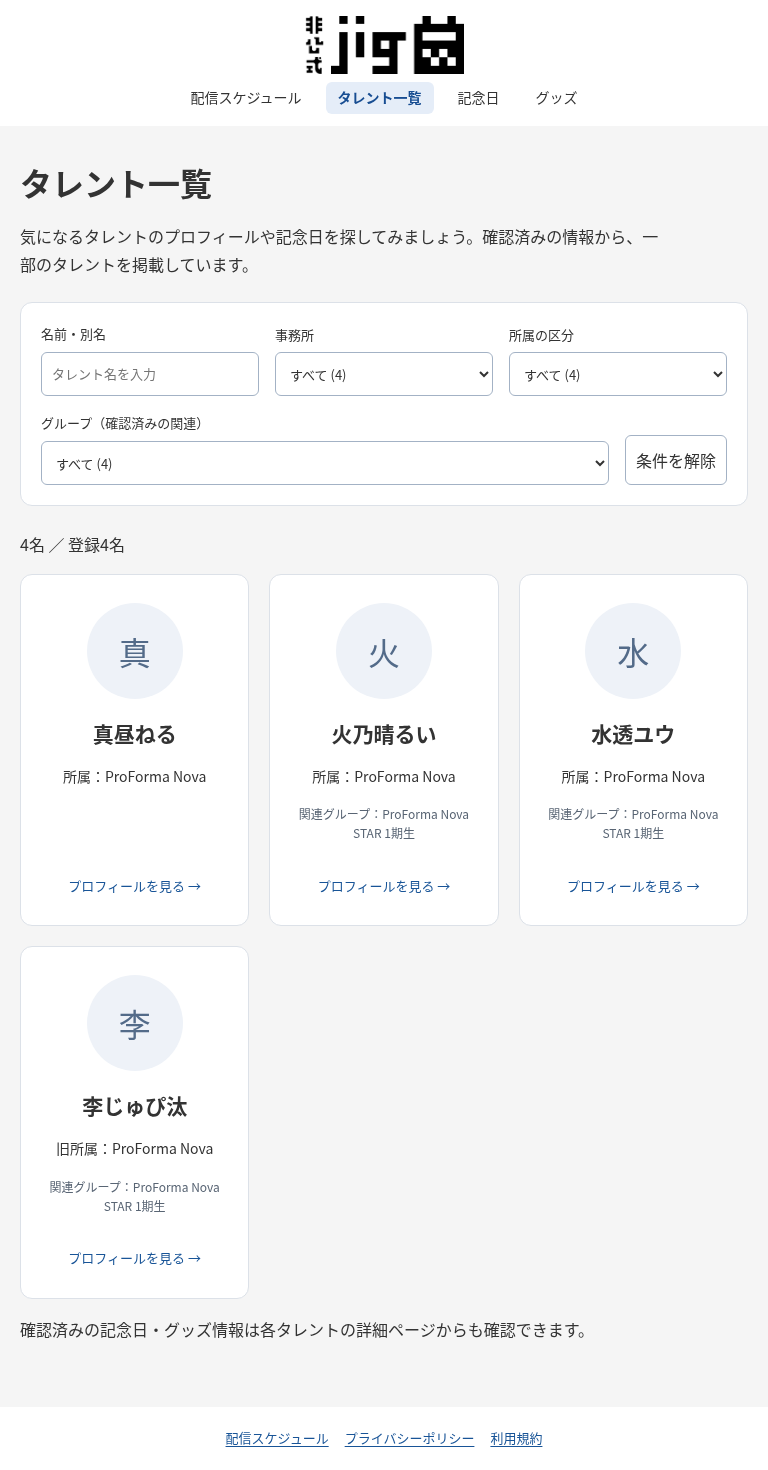 非公式 jig譜
配信スケジュール タレント一覧 記念日 グッズ
タレント一覧
気になるタレントのプロフィールや記念日を探してみましょう。確認済みの情報から、一
部のタレントを掲載しています。
名前・別名 事務所 所属の区分
タレント名を入力 すべて (4) すべて (4)
グループ（確認済みの関連）
すべて (4) 条件を解除
4名 ／ 登録4名
真 火 水
真昼ねる 火乃晴るい 水透ユウ
所属：ProForma Nova 所属：ProForma Nova 所属：ProForma Nova
関連グループ：ProForma Nova 関連グループ：ProForma Nova
STAR 1期生 STAR 1期生
プロフィールを見る → プロフィールを見る → プロフィールを見る →
李
李じゅぴ汰
旧所属：ProForma Nova
関連グループ：ProForma Nova
STAR 1期生
プロフィールを見る →
確認済みの記念日・グッズ情報は各タレントの詳細ページからも確認できます。
配信スケジュール プライバシーポリシー 利用規約